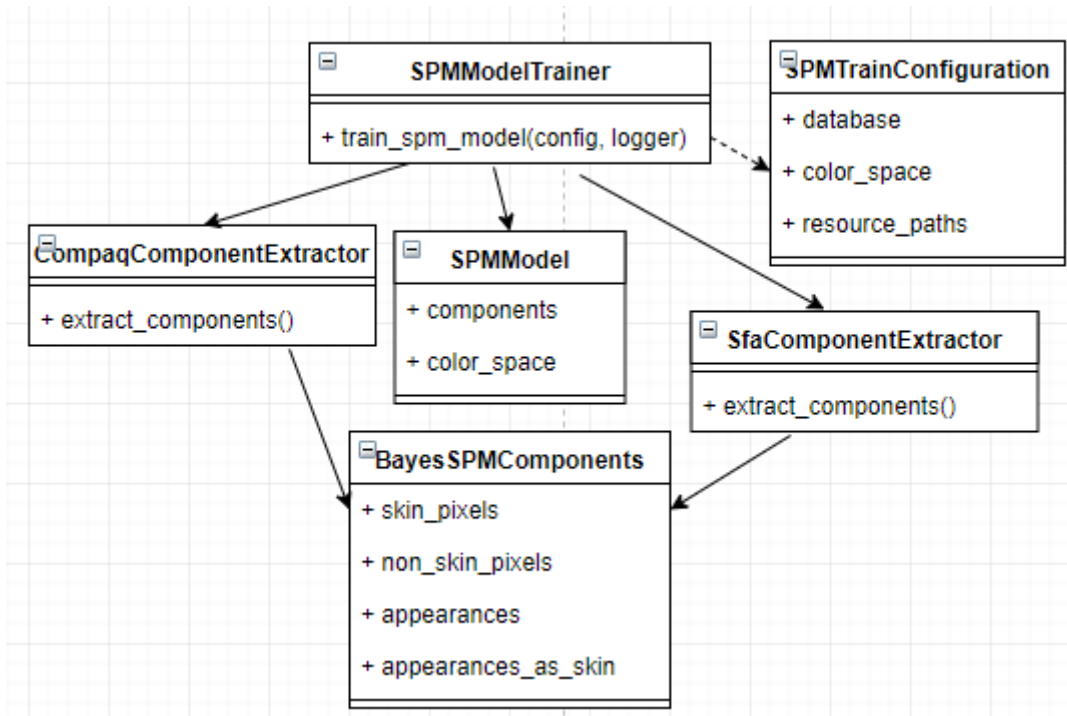 SPMModelTrainer
+ train_spm_model(config, logger)
SPMTrainConfiguration
+ database
+ color_space
+ resource_paths
CompaqComponentExtractor
+ extract_components()
SPMModel
+ components
+ color_space
SfaComponentExtractor
+ extract_components()
BayesSPMComponents
+ skin_pixels
+ non_skin_pixels
+ appearances
+ appearances_as_skin